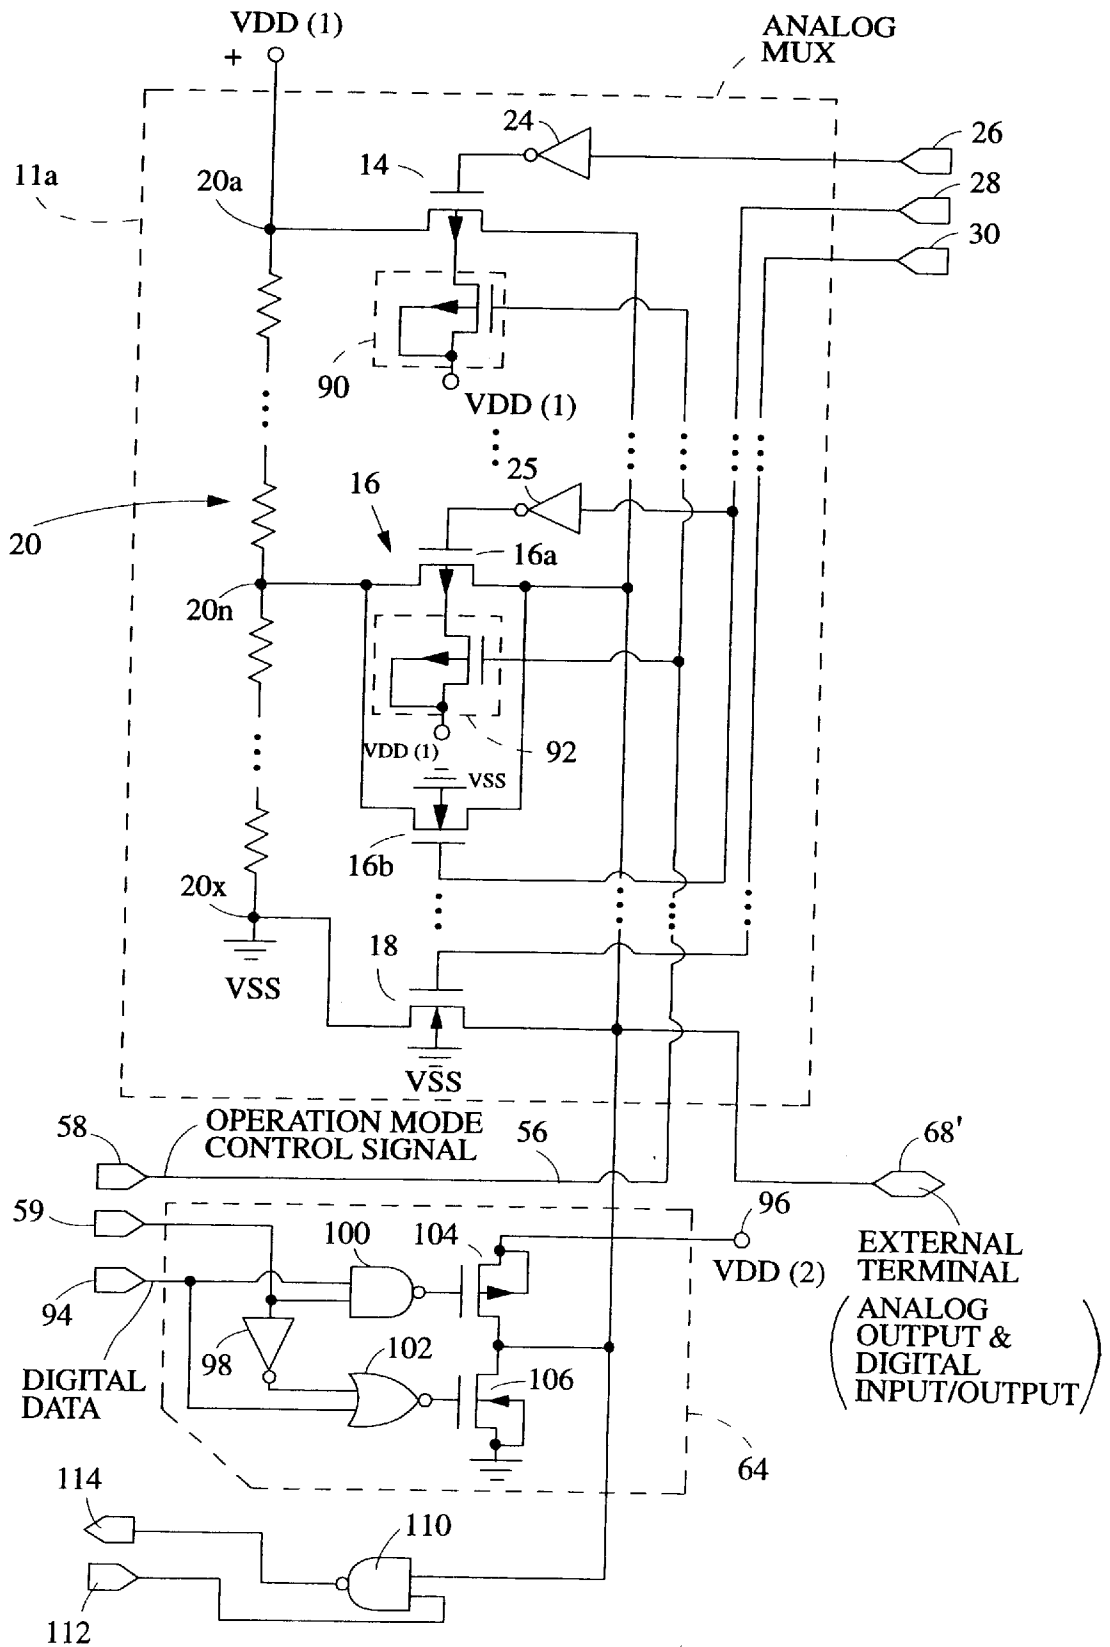 VDD (1)
+
ANALOG
MUX
24
26
14
11a
20a
28
30
90
VDD (1)
25
16
16a
20
20n
VDD (1)
92
VSS
16b
20x
18
VSS
VSS
58
OPERATION MODE
CONTROL SIGNAL
56
68'
59
100
104
96
EXTERNAL
TERMINAL
VDD (2)
94
(ANALOG
OUTPUT &
DIGITAL
INPUT/OUTPUT)
98
102
106
DIGITAL
DATA
64
114
110
112